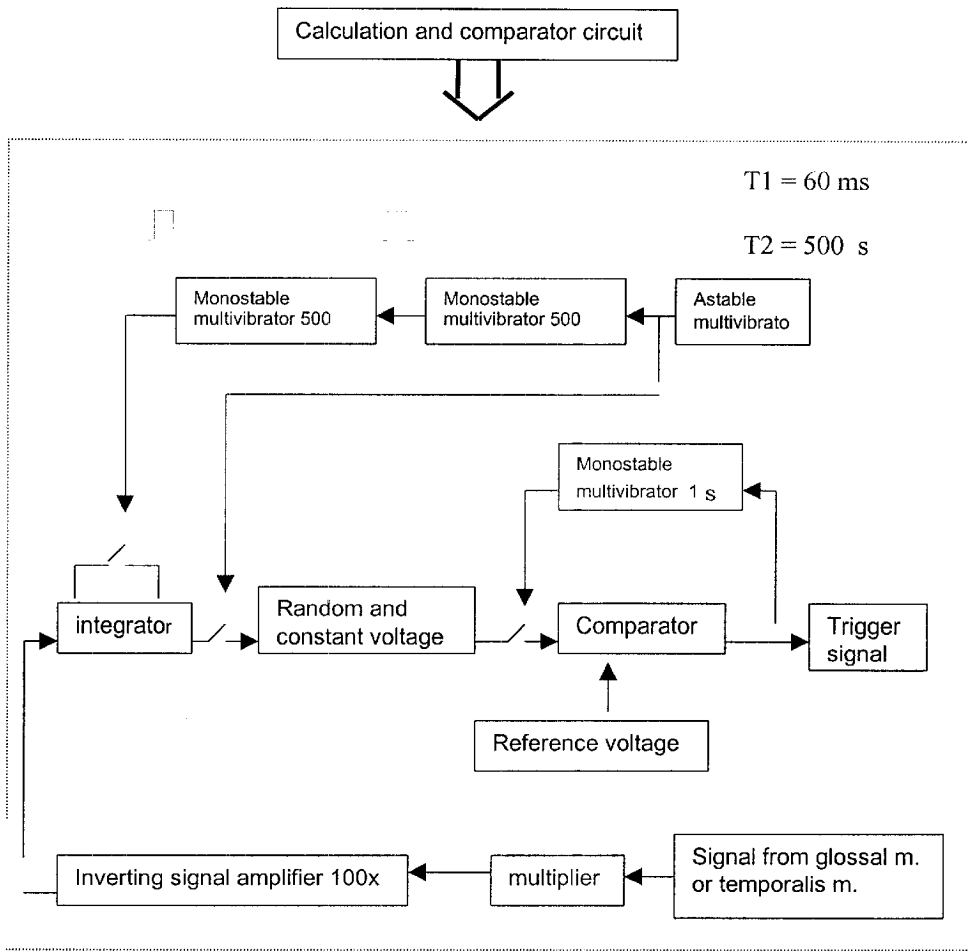 Calculation and comparator circuit
T1 = 60 ms
T2 = 500 s
Monostable
multivibrator 500
Monostable
multivibrator 500
Astable
multivibrato
Monostable
multivibrator 1 s
integrator
Random and
constant voltage
Comparator
Trigger
signal
Reference voltage
Inverting signal amplifier 100x
multiplier
Signal from glossal m.
or temporalis m.